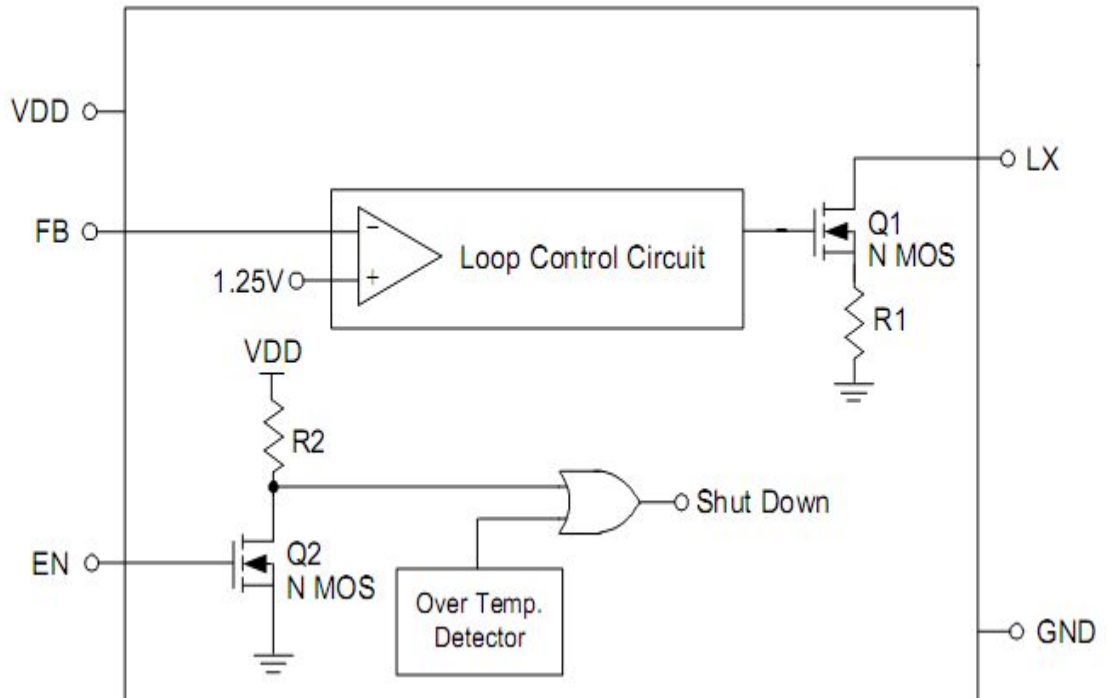 VDD
LX
FB
−
Q1
N MOS
Loop Control Circuit
1.25V
+
R1
VDD
R2
Shut Down
EN
Q2
N MOS
Over Temp.
Detector
GND